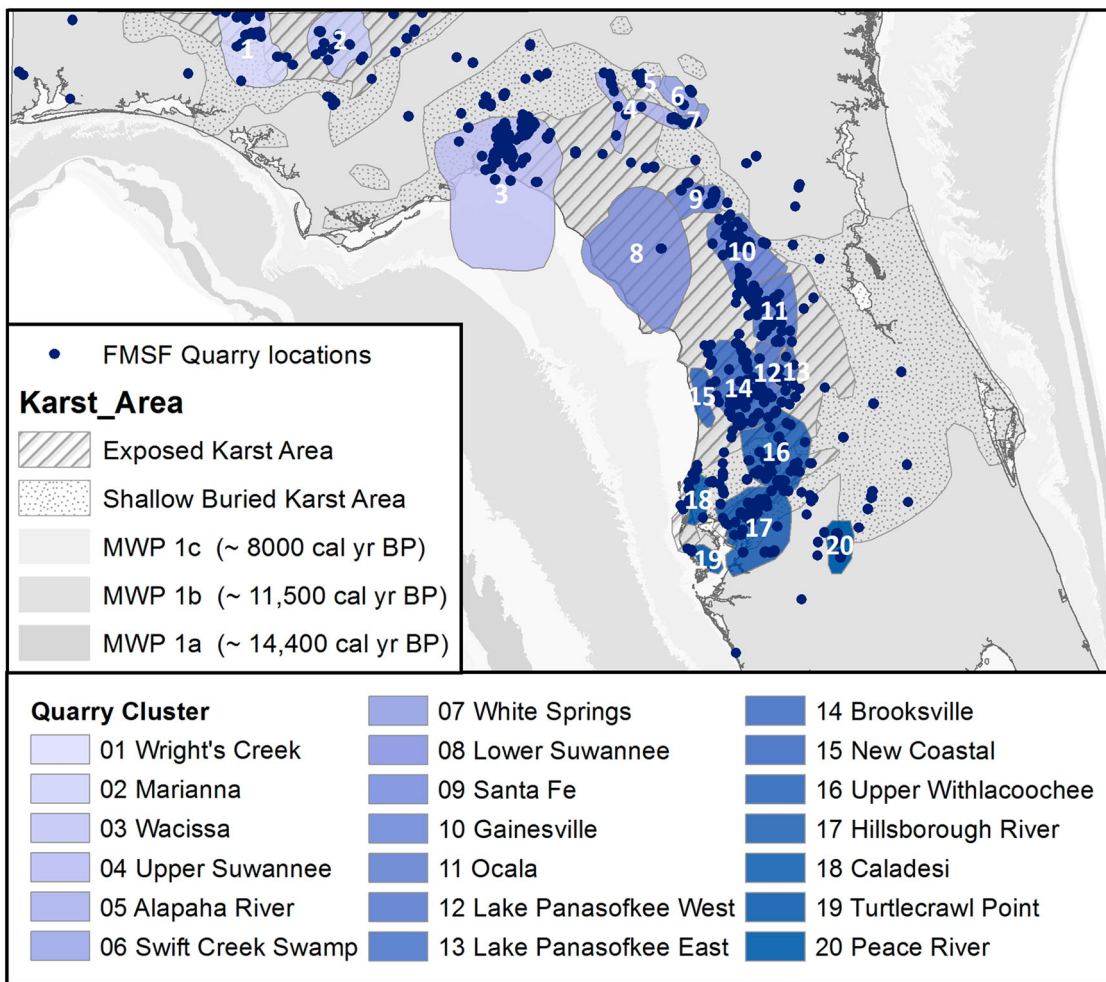 1
2
3
4
5
6
7
8
9
10
11
12
13
14
15
16
17
18
19
20
FMSF Quarry locations
Karst_Area
Exposed Karst Area
Shallow Buried Karst Area
MWP 1c (~ 8000 cal yr BP)
MWP 1b (~ 11,500 cal yr BP)
MWP 1a (~ 14,400 cal yr BP)
Quarry Cluster
01 Wright's Creek
02 Marianna
03 Wacissa
04 Upper Suwannee
05 Alapaha River
06 Swift Creek Swamp
07 White Springs
08 Lower Suwannee
09 Santa Fe
10 Gainesville
11 Ocala
12 Lake Panasofkee West
13 Lake Panasofkee East
14 Brooksville
15 New Coastal
16 Upper Withlacoochee
17 Hillsborough River
18 Caladesi
19 Turtlecrawl Point
20 Peace River